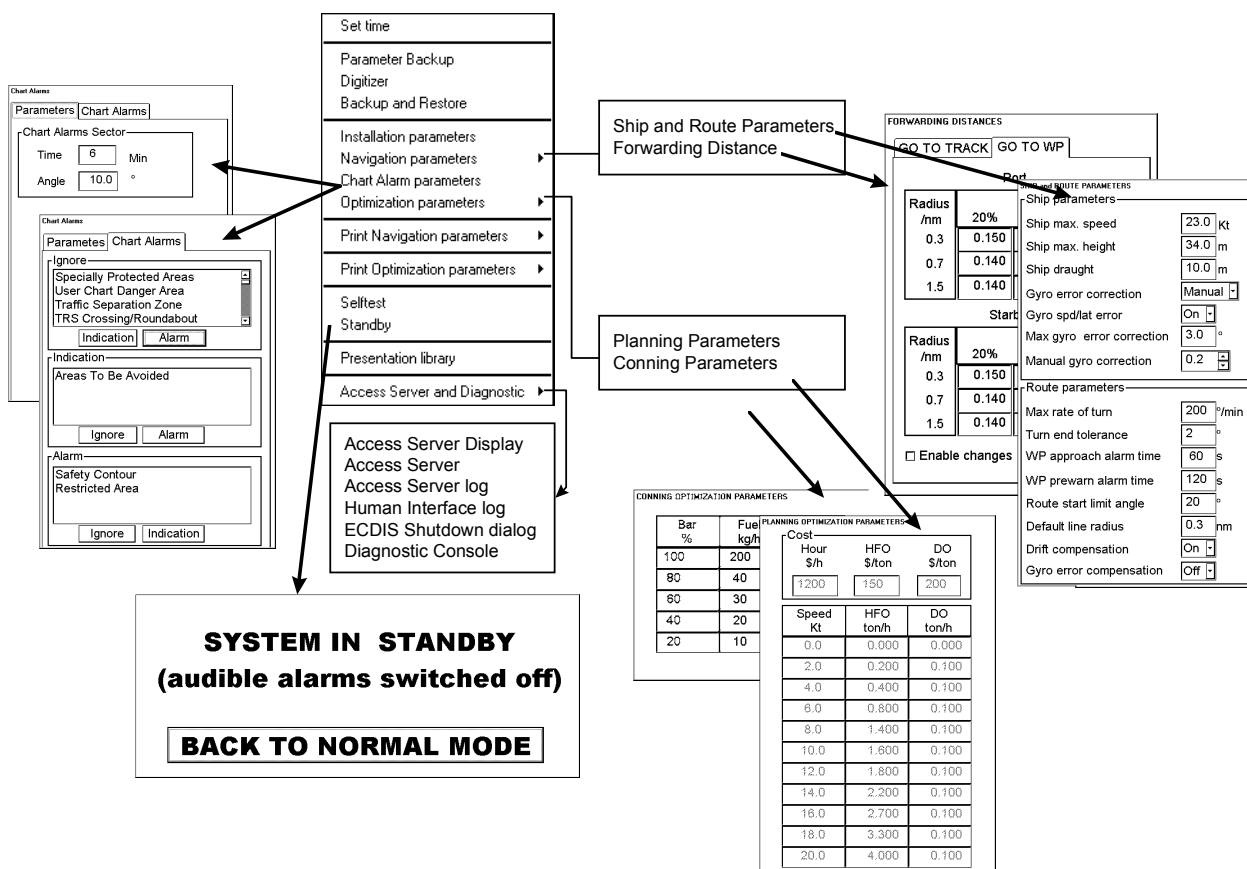 Set time
Parameter Backup
Digitizer
Backup and Restore
Installation parameters
Navigation parameters
Chart Alarm parameters
Optimization parameters
Print Navigation parameters
Print Optimization parameters
Selftest
Standby
Presentation library
Access Server and Diagnostic
Chart Alarms
Parameters Chart Alarms
Chart Alarms Sector
Time 6 Min
Angle 10.0 °
Chart Alarms
Parametes Chart Alarms
Ignore
Specially Protected Areas
User Chart Danger Area
Traffic Separation Zone
TRS Crossing/Roundabout
Indication Alarm
Indication
Areas To Be Avoided
Ignore Alarm
Alarm
Safety Contour
Restricted Area
Ignore Indication
Access Server Display
Access Server
Access Server log
Human Interface log
ECDIS Shutdown dialog
Diagnostic Console
SYSTEM IN STANDBY
(audible alarms switched off)
BACK TO NORMAL MODE
Ship and Route Parameters
Forwarding Distance
Planning Parameters
Conning Parameters
FORWARDING DISTANCES
GO TO TRACK GO TO WP
Port
Radius
/nm 20%
0.3 0.150
0.7 0.140
1.5 0.140
Starb
Radius
/nm 20%
0.3 0.150
0.7 0.140
1.5 0.140
Enable changes
SHIP and ROUTE PARAMETERS
Ship parameters
Ship max. speed 23.0 Kt
Ship max. height 34.0 m
Ship draught 10.0 m
Gyro error correction Manual
Gyro spd/lat error On
Max gyro error correction 3.0 °
Manual gyro correction 0.2
Route parameters
Max rate of turn 200 °/min
Turn end tolerance 2 °
WP approach alarm time 60 s
WP prewarn alarm time 120 s
Route start limit angle 20 °
Default line radius 0.3 nm
Drift compensation On
Gyro error compensation Off
CONNING OPTIMIZATION PARAMETERS
Bar Fuel
% kg/h
100 200
80 40
60 30
40 20
20 10
PLANNING OPTIMIZATION PARAMETERS
Cost
Hour HFO DO
$/h $/ton $/ton
1200 150 200
Speed HFO DO
Kt ton/h ton/h
0.0 0.000 0.000
2.0 0.200 0.100
4.0 0.400 0.100
6.0 0.800 0.100
8.0 1.400 0.100
10.0 1.600 0.100
12.0 1.800 0.100
14.0 2.200 0.100
16.0 2.700 0.100
18.0 3.300 0.100
20.0 4.000 0.100